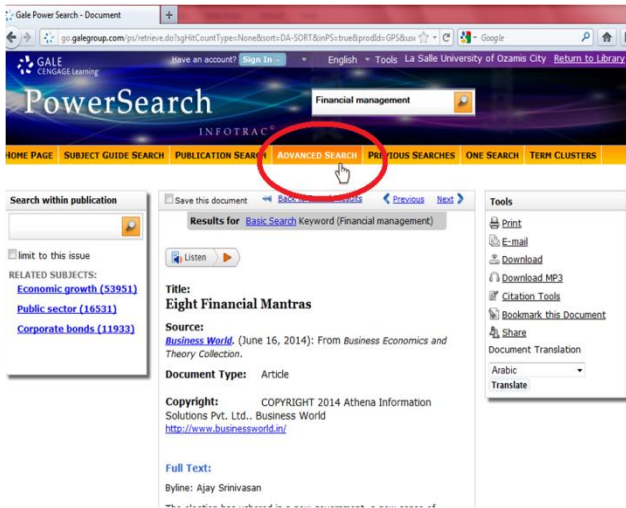 Gale Power Search - Document
go.galegroup.com/ps/retrieve.do?sgHitCountType=None&sort=DA-SORT&inPS=true&prodId=GPS&use
Google
GALE
CENGAGE Learning
Have an account? Sign In
English
Tools
La Salle University of Ozamis City
Return to Library
PowerSearch
INFOTRAC
Financial management
HOME PAGE SUBJECT GUIDE SEARCH PUBLICATION SEARCH ADVANCED SEARCH PREVIOUS SEARCHES ONE SEARCH TERM CLUSTERS
Search within publication
limit to this issue
RELATED SUBJECTS:
Economic growth (53951)
Public sector (16531)
Corporate bonds (11933)
Save this document
Back to Results
Previous Next
Results for Basic Search Keyword (Financial management)
Listen
Title:
Eight Financial Mantras
Source:
Business World. (June 16, 2014): From Business Economics and
Theory Collection.
Document Type: Article
Copyright: COPYRIGHT 2014 Athena Information
Solutions Pvt. Ltd.. Business World
http://www.businessworld.in/
Full Text:
Byline: Ajay Srinivasan
Tools
Print
E-mail
Download
Download MP3
Citation Tools
Bookmark this Document
Share
Document Translation
Arabic
Translate